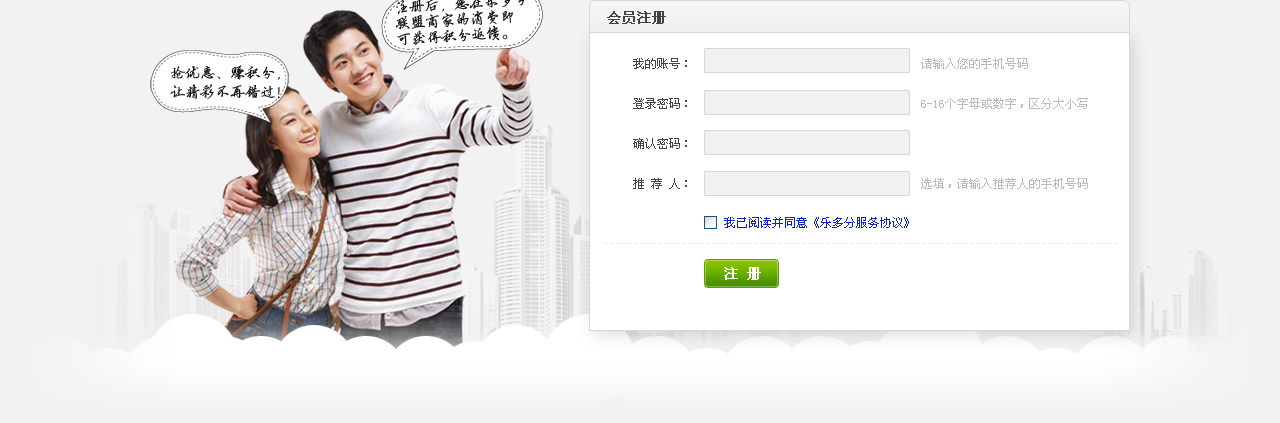 注册后，您在乐多分
联盟商家的消费即
可获得积分返馈。
抢优惠、赚积分，
让精彩不再错过！
会员注册
我的账号： 请输入您的手机号码
登录密码： 6-16个字母或数字，区分大小写
确认密码：
推 荐 人： 选填，请输入推荐人的手机号码
我已阅读并同意《乐多分服务协议》
注 册